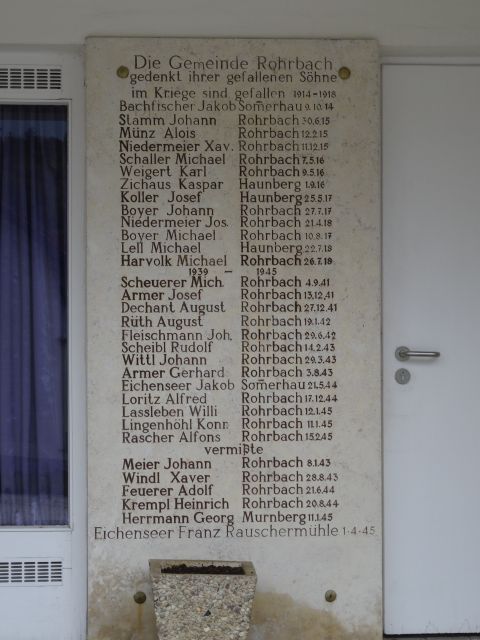 Die Gemeinde Rohrbach
gedenkt ihrer gefallenen Söhne
im Kriege sind gefallen 1914-1918
Bachfischer Jakob Somerhau 9.10.14
Stamm Johann Rohrbach 30.6.15
Münz Alois Rohrbach 12.2.15
Niedermeier Xav. Rohrbach 11.12.15
Schaller Michael Rohrbach 7.5.16
Weigert Karl Rohrbach 9.5.16
Zichaus Kaspar Haunberg 1.9.16
Koller Josef Haunberg 25.5.17
Boyer Johann Rohrbach 27.7.17
Niedermeier Jos. Rohrbach 21.4.18
Boyer Michael Rohrbach 10.8.17
Lell Michael Haunberg 22.7.18
Harvolk Michael Rohrbach 26.7.18
1939 - 1945
Scheuerer Mich. Rohrbach 4.9.41
Armer Josef Rohrbach 13.12.41
Dechant August Rohrbach 27.12.41
Rüth August Rohrbach 19.1.42
Fleischmann Joh. Rohrbach 29.6.42
Scheibl Rudolf Rohrbach 14.2.43
Wittl Johann Rohrbach 29.3.43
Armer Gerhard Rohrbach 3.8.43
Eichenseer Jakob Somerhau 21.5.44
Loritz Alfred Rohrbach 17.12.44
Lassleben Willi Rohrbach 12.1.45
Lingenhöhl Konr. Rohrbach 11.1.45
Rascher Alfons Rohrbach 15.2.45
vermißte
Meier Johann Rohrbach 8.1.43
Windl Xaver Rohrbach 28.8.43
Feuerer Adolf Rohrbach 21.6.44
Krempl Heinrich Rohrbach 20.8.44
Herrmann Georg Murnberg 11.1.45
Eichenseer Franz Rauschermühle 1.4.45